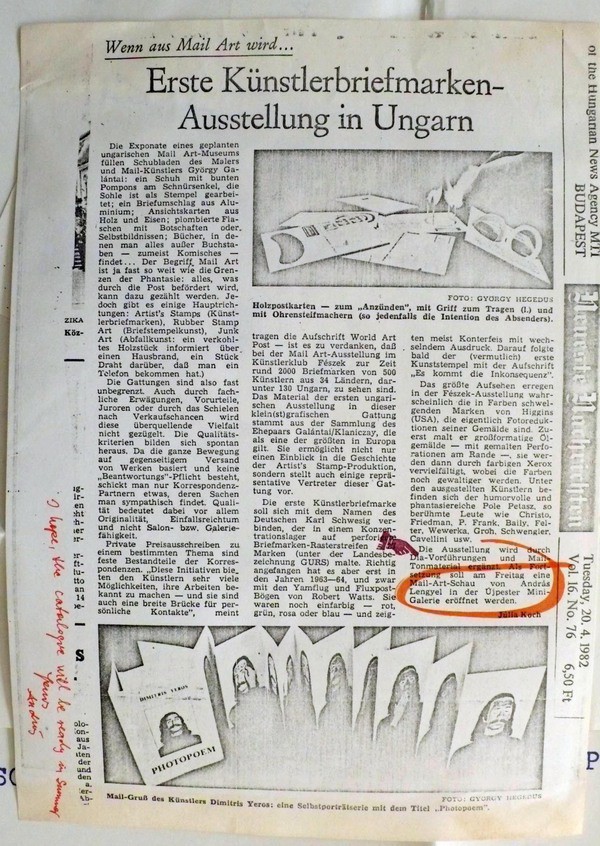 Wenn aus Mail Art wird...
Erste Künstlerbriefmarken-
Ausstellung in Ungarn
Die Exponate eines geplanten
ungarischen Mail Art-Museums
füllen Schubladen des Malers
und Mail-Künstlers György Ga-
lántai: ein Schuh mit bunten
Pompons am Schnürsenkel, die
Sohle ist als Stempel gearbei-
tet; ein Briefumschlag aus Alu-
minium; Ansichtskarten aus
Holz und Eisen; plombierte Fla-
schen mit Botschaften oder
Selbstbildnissen; Bücher, in de-
nen man alles außer Buchsta-
ben — zumeist Komisches —
findet... Der Begriff Mail Art
ist ja fast so weit wie die Gren-
zen der Phantasie: alles, was
durch die Post befördert wird,
kann dazu gezählt werden. Je-
doch gibt es einige Hauptrich-
tungen: Artist's Stamps (Künst-
lerbriefmarken), Rubber Stamp
Art (Briefstempelkunst), Junk
Art (Abfallkunst: ein verkohl-
tes Holzstück informiert über
einen Hausbrand, ein Stück
Draht darüber, daß man ein
Telefon bekommen hat.)
Die Gattungen sind also fast
unbegrenzt. Auch durch fach-
liche Erwägungen, Vorurteile,
Juroren oder durch das Schielen
nach Verkaufschancen wird
diese überquellende Vielfalt
nicht gezügelt. Die Qualitäts-
kriterien bilden sich spontan
heraus. Da die ganze Bewegung
auf gegenseitigem Versand
von Werken basiert und keine
„Beantwortungs"-Pflicht besteht,
schickt man nur Korrespondenz-
Partnern etwas, deren Sachen
man sympathisch findet. Quali-
tät bedeutet dabei vor allem
Originalität, Einfallsreichtum
und nicht Salon- bzw. Galerie-
fähigkeit.
Private Preisausschreiben zu
einem bestimmten Thema sind
feste Bestandteile der Korres-
pondenzen. „Diese Initiativen bie-
ten den Künstlern sehr viele
Möglichkeiten, ihre Arbeiten be-
kannt zu machen — und sie sind
auch eine breite Brücke für per-
sönliche Kontakte", meint
FOTO: GYÖRGY HEGEDÜS
Holzpostkarten — zum „Anzünden", mit Griff zum Tragen (l.) und
mit Ohrensteifmachern (so jedenfalls die Intention des Absenders).
tragen die Aufschrift World Art
Post — ist es zu verdanken, daß
bei der Mail Art-Ausstellung im
Künstlerklub Fészek zur Zeit
rund 2000 Briefmarken von 500
Künstlern aus 34 Ländern, dar-
unter 130 Ungarn, zu sehen sind.
Das Material der ersten ungari-
schen Ausstellung in dieser
klein(st)grafischen Gattung
stammt aus der Sammlung des
Ehepaars Galántai/Klaniczay, die
als eine der größten in Europa
gilt. Sie ermöglicht nicht nur
einen Einblick in die Geschichte
der Artist's Stamp-Produktion,
sondern stellt auch einige reprä-
sentative Vertreter dieser Gat-
tung vor.
Die erste Künstlerbriefmarke
soll sich mit dem Namen des
Deutschen Karl Schwesig ver-
binden, der in einem Konzen-
trationslager auf perfor
Briefmarken-Rasterstreifen
Marken (unter der Landesbe-
zeichnung GURS) malte. Richtig
angefangen hat es aber erst in
den Jahren 1963—64, und zwar
mit den Yamflug und Fluxpost-
Bögen von Robert Watts. Sie
waren noch einfarbig — rot,
grün, rosa oder blau — und zeig-
ten meist Konterfeis mit wech-
selndem Ausdruck. Darauf folgte
bald der (vermutlich) erste
Kunststempel mit der Aufschrift
„Es kommt die Inkonsequenz".
Das größte Aufsehen erregen
in der Fészek-Ausstellung wahr-
scheinlich die in Farben schwel-
genden Marken von Higgins
(USA), die eigentlich Fotoreduk-
tionen seiner Gemälde sind. Zu-
erst malt er großformatige Öl-
gemälde — mit gemalten Perfo-
rationen am Rande —, sie wer-
den dann durch farbigen Xerox
vervielfältigt, wobei die Farben
noch gewaltiger werden. Unter
den ausgestellten Künstlern be-
finden sich der humorvolle und
phantasiereiche Pole Petasz, so
berühmte Leute wie Christo,
Friedman, P. Frank, Baily, Fel-
ter, Wewerka, Groh, Schwengler,
Cavellini usw.
Die Ausstellung wird durch
Dia-Vorführungen und Mail-
Tonmaterial ergänzt. Als Fort-
setzung soll am Freitag eine
Mail-Art-Schau von András
Lengyel in der Újpester Mini-
Galerie eröffnet werden.
Júlia Koch
DIMITRIS YEROS
PHOTOPOEM
FOTO: GYÖRGY HEGEDÜS
Mail-Gruß des Künstlers Dimitris Yeros: eine Selbstporträtserie mit dem Titel „Photopoem".
of the Hungarian News Agency MTI
BUDAPEST
Tuesday, 20. 4. 1982
Vol. 16. No. 76
6,50 Ft
ZIKA
Köz-
I hope, the catalogue will be ready in Summer
Yours